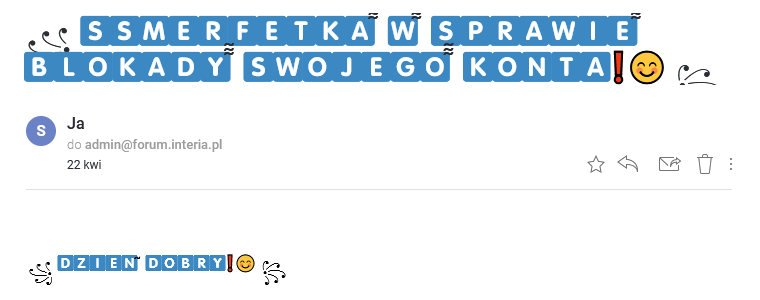 SSMERFETKA W SPRAWIE
BLOKADY SWOJEGO KONTA❗😊
S
Ja
do admin@forum.interia.pl
22 kwi
DZIEN DOBRY❗😊